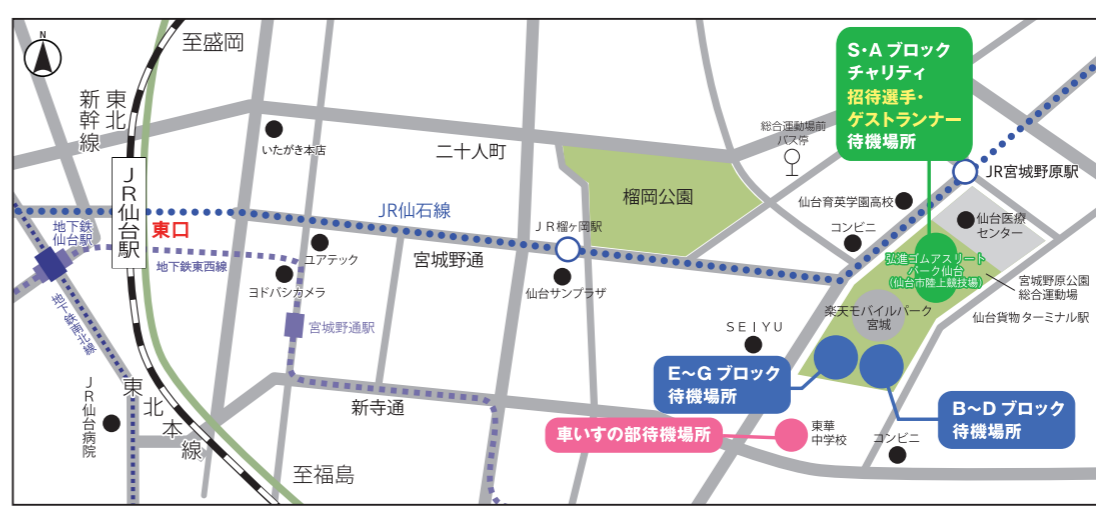 N
至盛岡
東北
新幹線
JR仙台駅
東口
地下鉄
仙台駅
地下鉄東西線
地下鉄南北線
JR仙台病院
東北本線
至福島
いたがき本店
二十人町
JR仙石線
ユアテック
ヨドバシカメラ
宮城野通
宮城野通駅
新寺通
JR榴ヶ岡駅
仙台サンプラザ
榴岡公園
総合運動場前
バス停
S・A ブロック
チャリティ
招待選手・
ゲストランナー
待機場所
JR宮城野原駅
仙台育英学園高校
コンビニ
仙台医療
センター
弘進ゴムアスリート
パーク仙台
(仙台市陸上競技場)
宮城野原公園
総合運動場
楽天モバイルパーク
宮城
仙台貨物ターミナル駅
SEIYU
E〜G ブロック
待機場所
B〜D ブロック
待機場所
車いすの部待機場所
東華
中学校
コンビニ